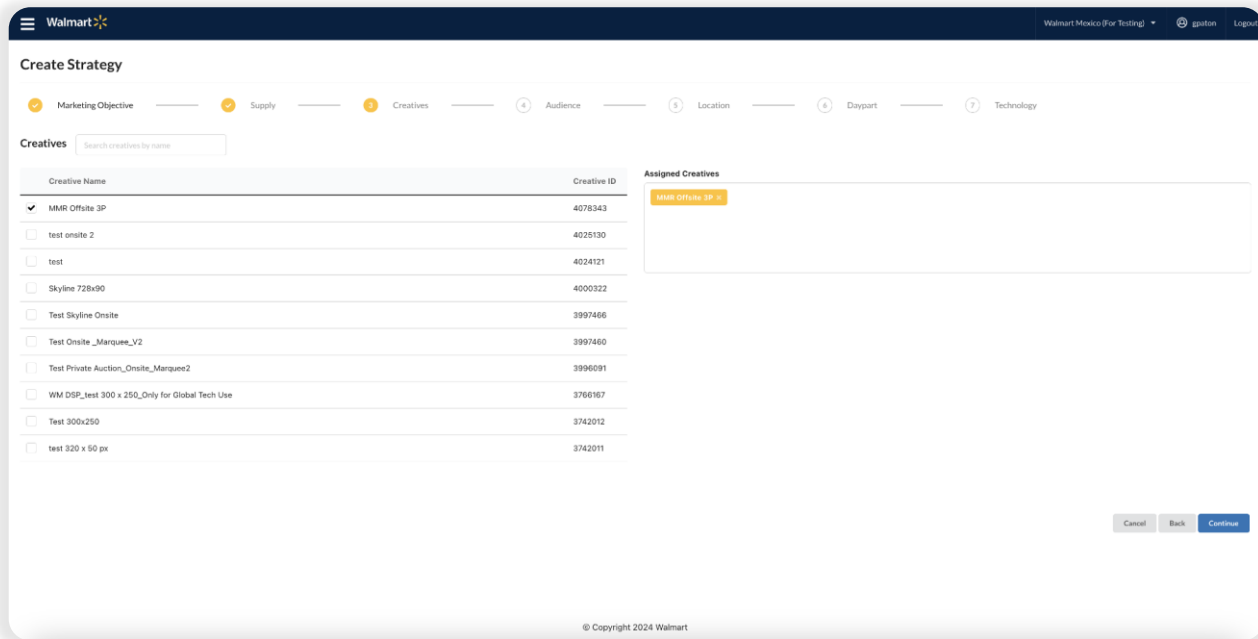 Walmart Walmart Mexico (For Testing) gpaton Logout
Create Strategy
Marketing Objective Supply 3 Creatives 4 Audience 5 Location 6 Daypart 7 Technology
Creatives Search creatives by name
Creative Name Creative ID
MMR Offsite 3P 4078343
test onsite 2 4025130
test 4024121
Skyline 728x90 4000322
Test Skyline Onsite 3997466
Test Onsite _Marquee_V2 3997460
Test Private Auction_Onsite_Marquee2 3996091
WM DSP_test 300 x 250_Only for Global Tech Use 3766167
Test 300x250 3742012
test 320 x 50 px 3742011
Assigned Creatives
MMR Offsite 3P ×
Cancel Back Continue
© Copyright 2024 Walmart